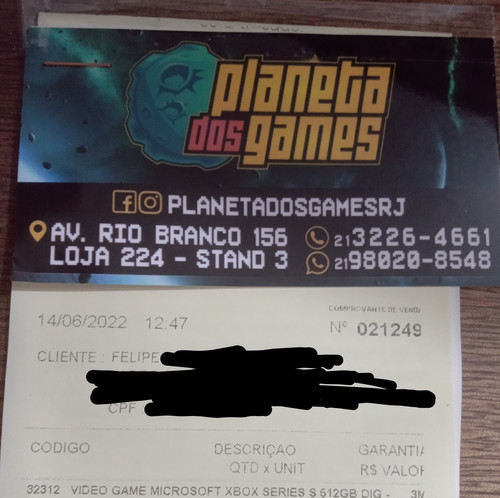 planeta
dos games
PLANETADOSGAMESRJ
AV. RIO BRANCO 156
LOJA 224 - STAND 3
21 3226-4661
21 98020-8548
COMPROVANTE DE VENDA
14/06/2022 12:47
Nº 021249
CLIENTE : FELIPE
CPF
CODIGO DESCRIÇAO GARANTIA
QTD x UNIT R$ VALOR
32312 VIDEO GAME MICROSOFT XBOX SERIES S 512GB DIG - 3M